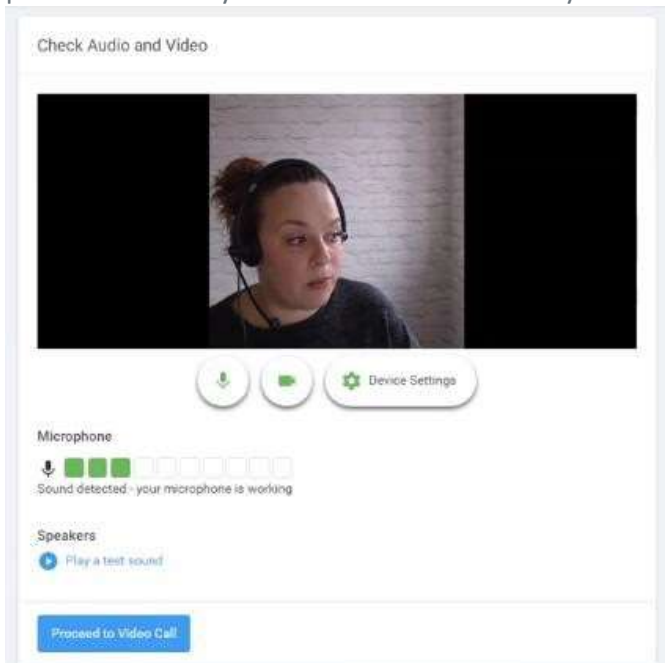 Check Audio and Video
Device Settings
Microphone
Sound detected - your microphone is working
Speakers
Play a test sound
Proceed to Video Call